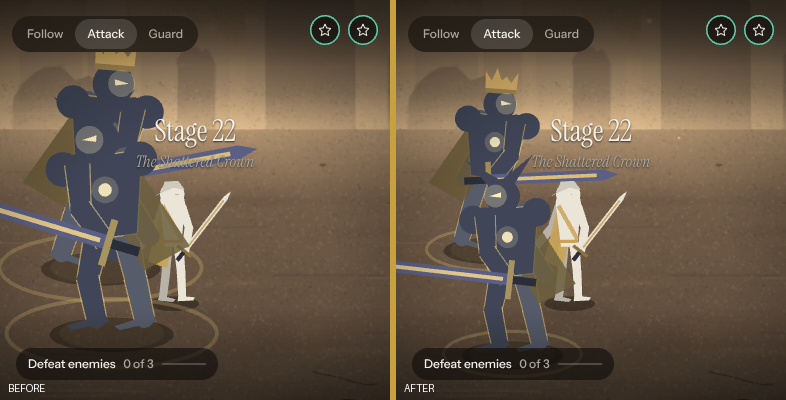 Follow Attack Guard
Stage 22
The Shattered Crown
Defeat enemies 0 of 3
BEFORE
Follow Attack Guard
Stage 22
The Shattered Crown
Defeat enemies 0 of 3
AFTER